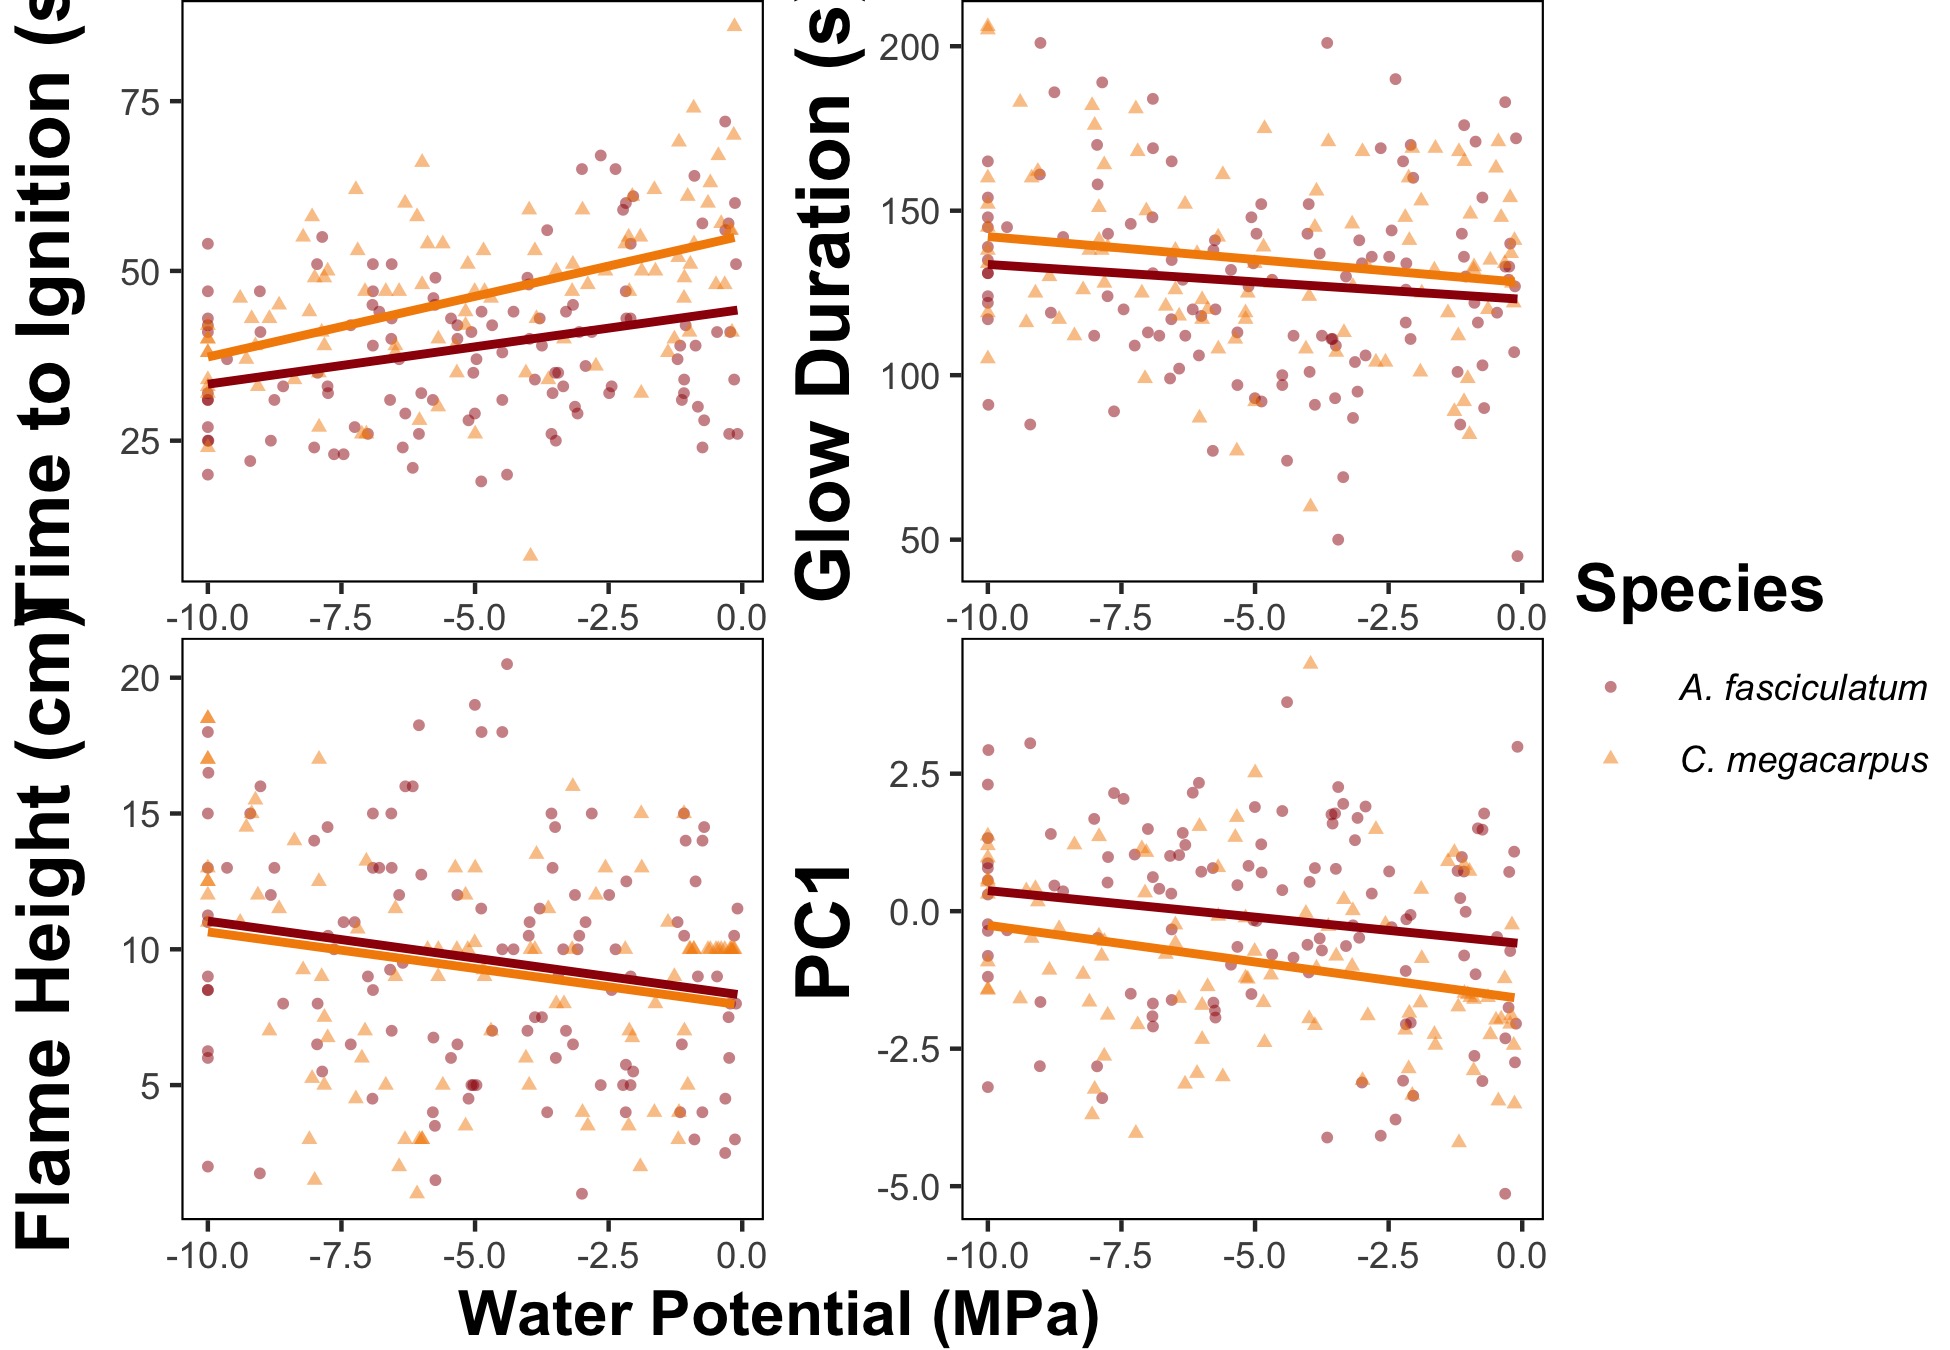 Time to Ignition (s
75
50
25
-10.0 -7.5 -5.0 -2.5 0.0
Glow Duration (s)
200
150
100
50
-10.0 -7.5 -5.0 -2.5 0.0
Flame Height (cm)
20
15
10
5
-10.0 -7.5 -5.0 -2.5 0.0
PC1
2.5
0.0
-2.5
-5.0
-10.0 -7.5 -5.0 -2.5 0.0
Water Potential (MPa)
Species
A. fasciculatum
C. megacarpus